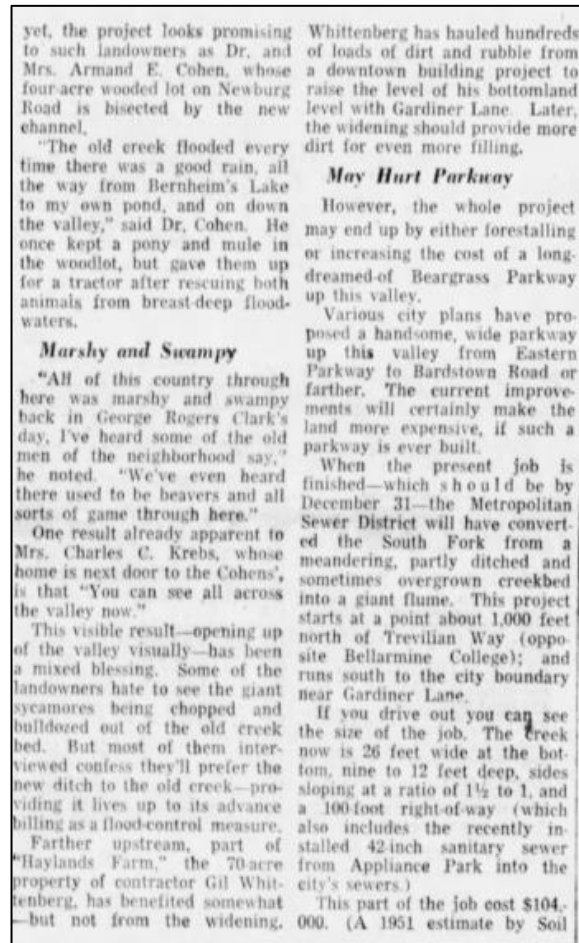 yet, the project looks promising
to such landowners as Dr. and
Mrs. Armand E. Cohen, whose
four-acre wooded lot on Newburg
Road is bisected by the new
channel.
"The old creek flooded every
time there was a good rain, all
the way from Bernheim's Lake
to my own pond, and on down
the valley," said Dr. Cohen. He
once kept a pony and mule in
the woodlot, but gave them up
for a tractor after rescuing both
animals from breast-deep flood-
waters.
Marshy and Swampy
"All of this country through
here was marshy and swampy
back in George Rogers Clark's
day, I've heard some of the old
men of the neighborhood say,"
he noted. "We've even heard
there used to be beavers and all
sorts of game through here."
One result already apparent to
Mrs. Charles C. Krebs, whose
home is next door to the Cohens',
is that "You can see all across
the valley now."
This visible result—opening up
of the valley visually—has been
a mixed blessing. Some of the
landowners hate to see the giant
sycamores being chopped and
bulldozed out of the old creek
bed. But most of them inter-
viewed confess they'll prefer the
new ditch to the old creek—pro-
viding it lives up to its advance
billing as a flood-control measure.
Farther upstream, part of
"Haylands Farm," the 70-acre
property of contractor Gil Whit-
tenberg, has benefited somewhat
—but not from the widening.
Whittenberg has hauled hundreds
of loads of dirt and rubble from
a downtown building project to
raise the level of his bottomland
level with Gardiner Lane. Later,
the widening should provide more
dirt for even more filling.
May Hurt Parkway
However, the whole project
may end up by either forestalling
or increasing the cost of a long-
dreamed-of Beargrass Parkway
up this valley.
Various city plans have pro-
posed a handsome, wide parkway
up this valley from Eastern
Parkway to Bardstown Road or
farther. The current improve-
ments will certainly make the
land more expensive, if such a
parkway is ever built.
When the present job is
finished—which should be by
December 31—the Metropolitan
Sewer District will have convert-
ed the South Fork from a
meandering, partly ditched and
sometimes overgrown creekbed
into a giant flume. This project
starts at a point about 1,000 feet
north of Trevilian Way (oppo-
site Bellarmine College); and
runs south to the city boundary
near Gardiner Lane.
If you drive out you can see
the size of the job. The creek
now is 26 feet wide at the bot-
tom, nine to 12 feet deep, sides
sloping at a ratio of 1½ to 1, and
a 100-foot right-of-way (which
also includes the recently in-
stalled 42-inch sanitary sewer
from Appliance Park into the
city's sewers.)
This part of the job cost $104,-
000. (A 1951 estimate by Soil